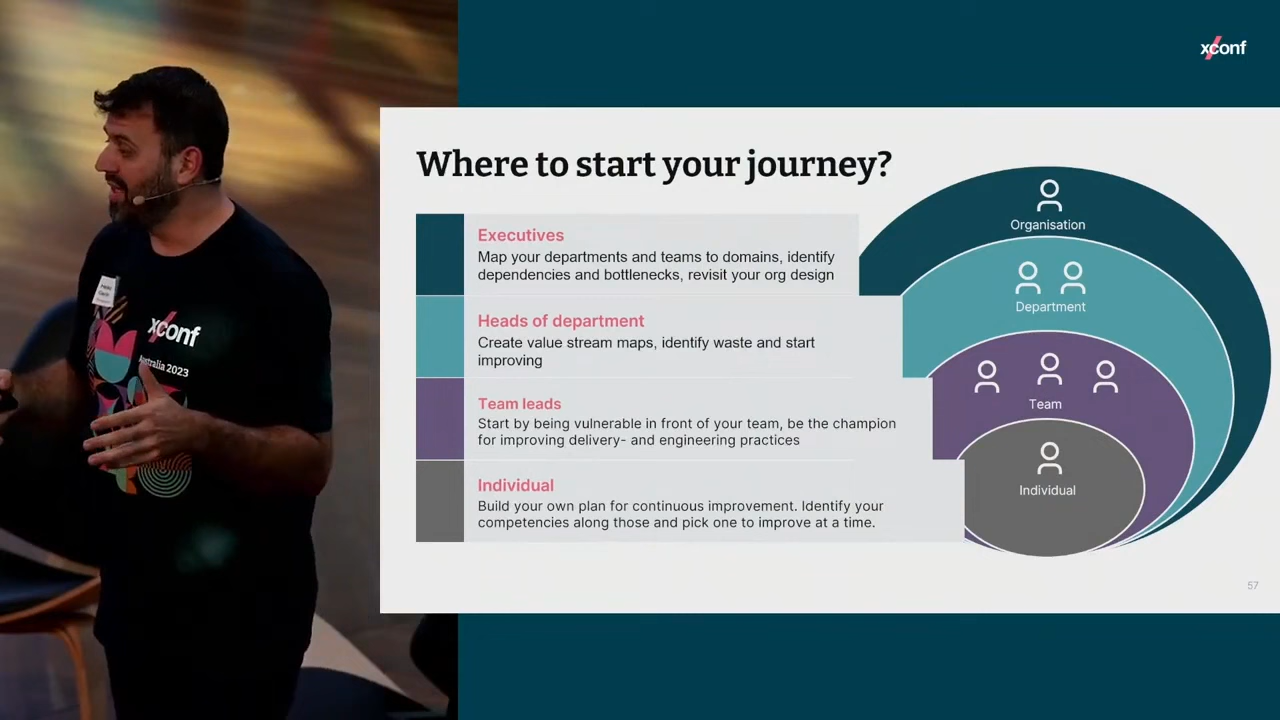 xconf
Where to start your journey?
Executives
Map your departments and teams to domains, identify
dependencies and bottlenecks, revisit your org design
Heads of department
Create value stream maps, identify waste and start
improving
Team leads
Start by being vulnerable in front of your team, be the champion
for improving delivery- and engineering practices
Individual
Build your own plan for continuous improvement. Identify your
competencies along those and pick one to improve at a time.
Organisation
Department
Team
Individual
57
xconf
Australia 2023